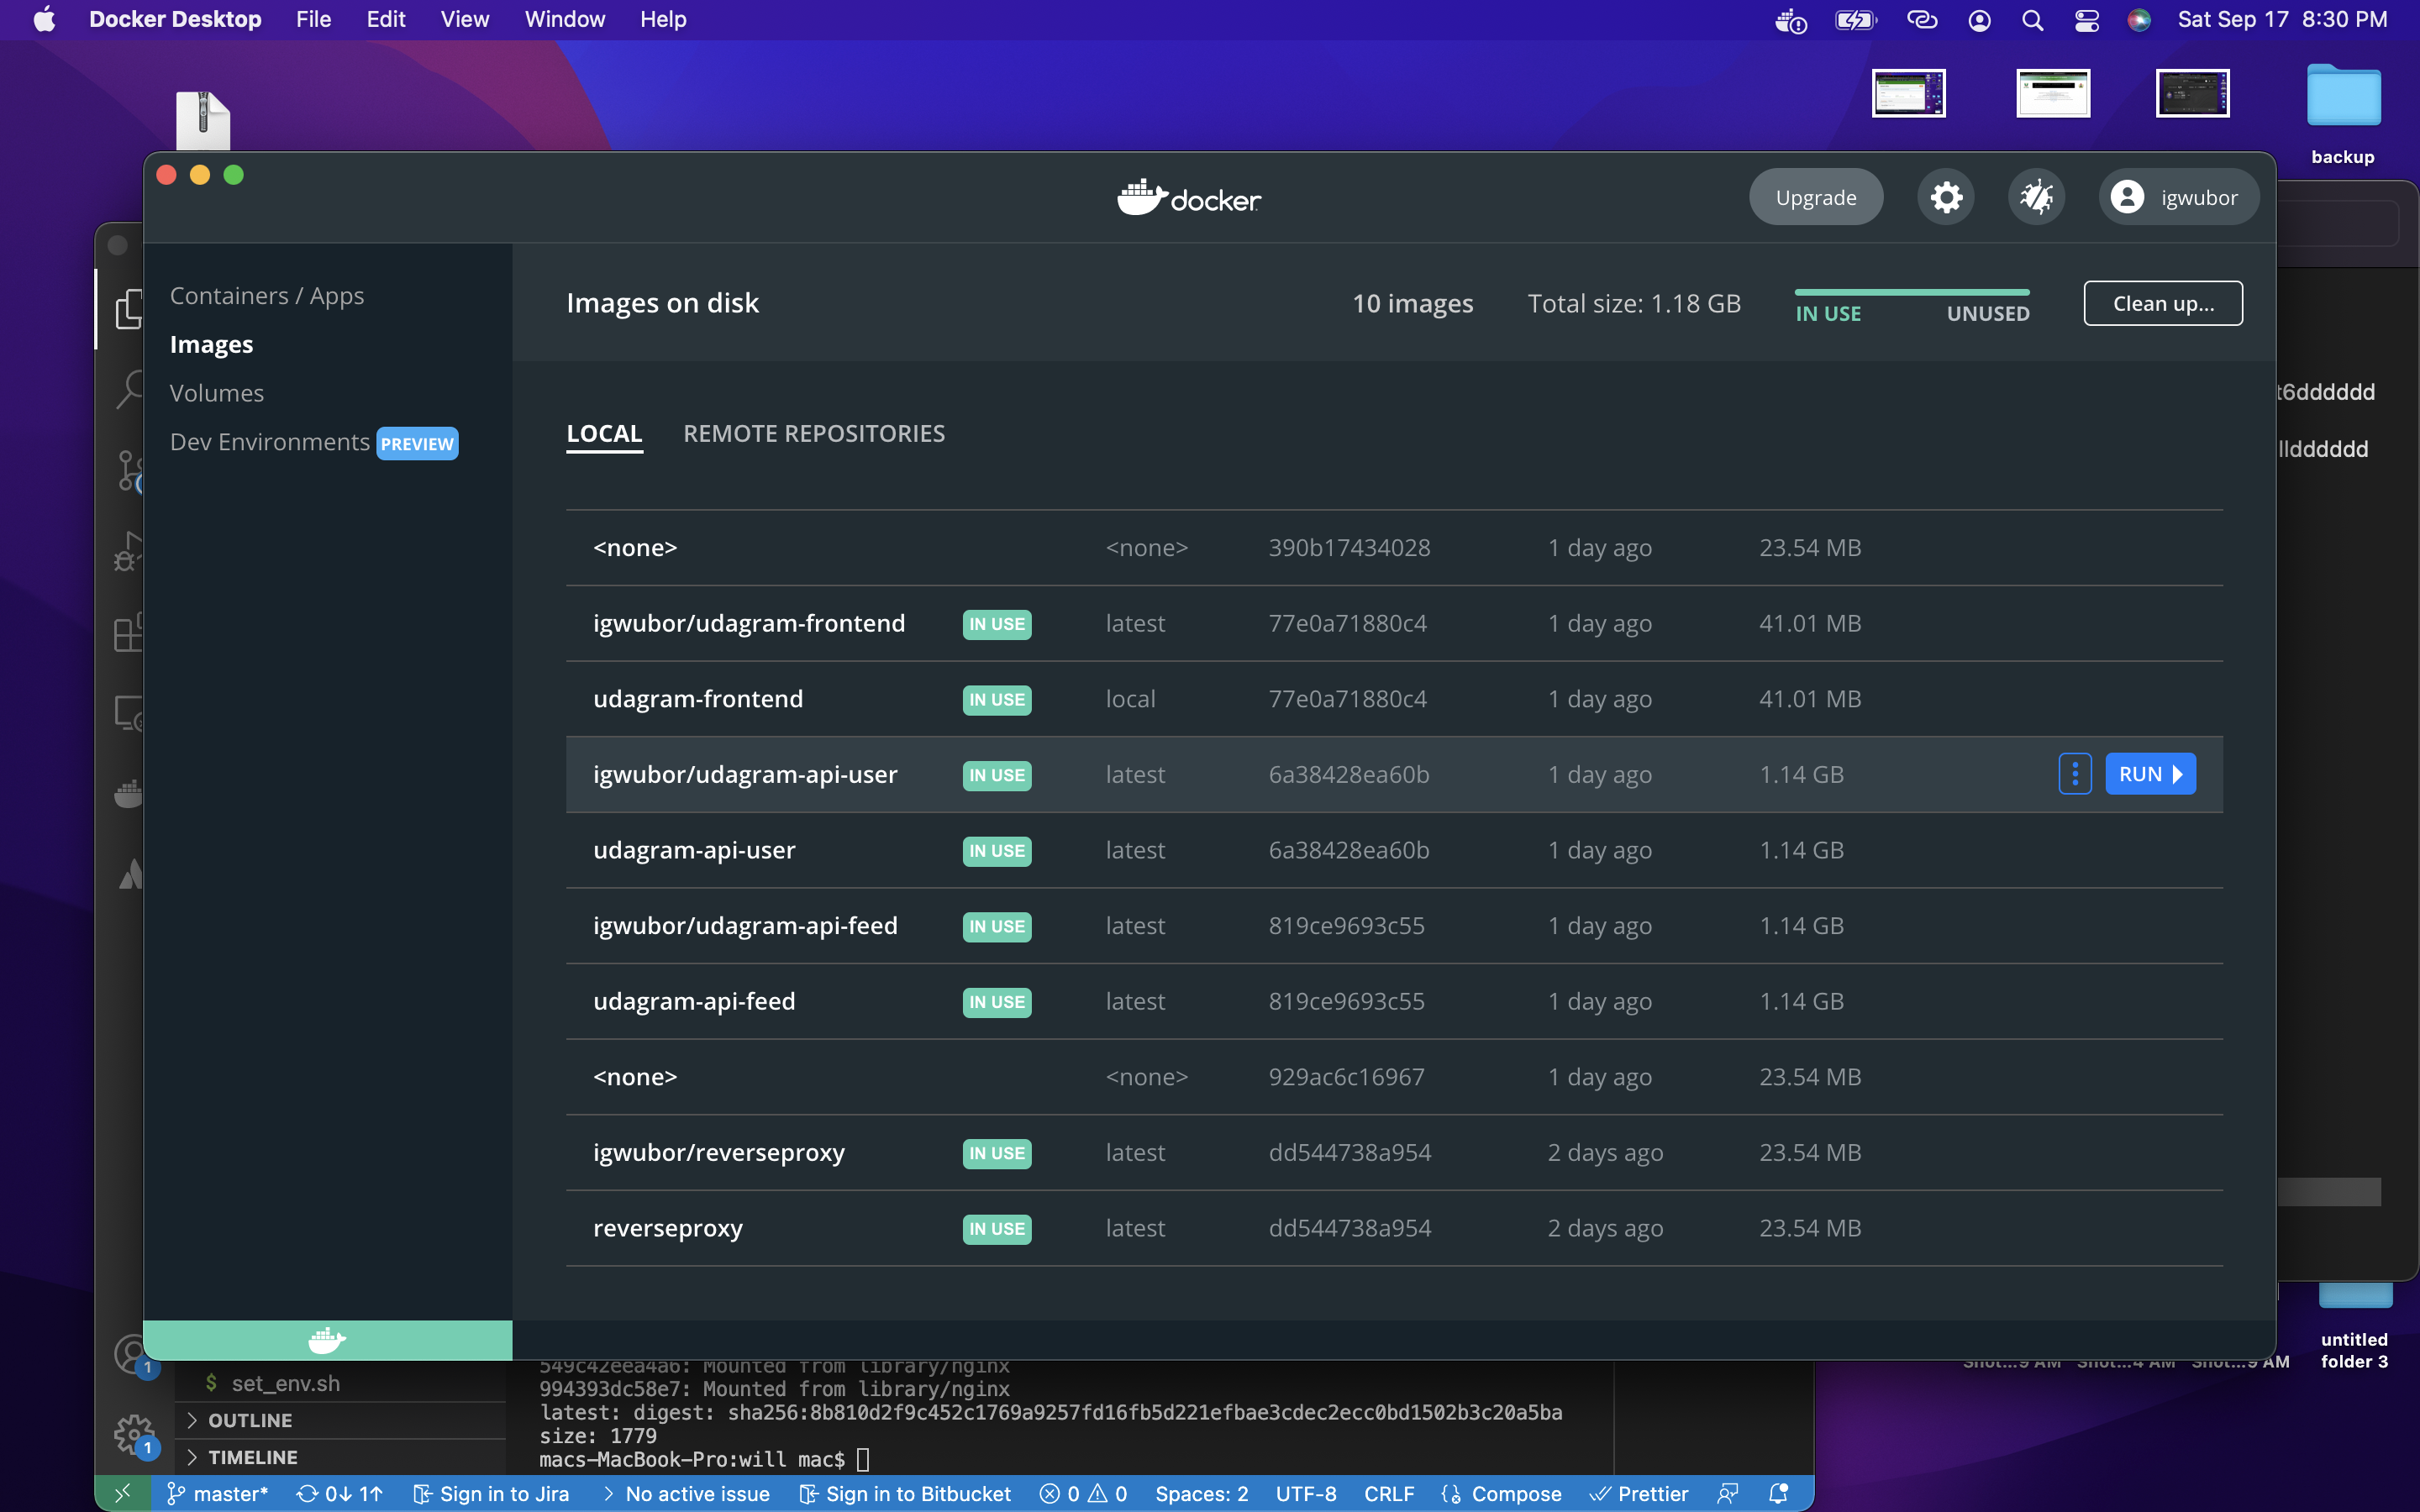 Docker Desktop File Edit View Window Help Sat Sep 17 8:30 PM
backup
docker
Upgrade
igwubor
Containers / Apps
Images
Volumes
Dev Environments PREVIEW
Images on disk
10 images
Total size: 1.18 GB
IN USE UNUSED
Clean up...
LOCAL REMOTE REPOSITORIES
<none> <none> 390b17434028 1 day ago 23.54 MB
igwubor/udagram-frontend IN USE latest 77e0a71880c4 1 day ago 41.01 MB
udagram-frontend IN USE local 77e0a71880c4 1 day ago 41.01 MB
igwubor/udagram-api-user IN USE latest 6a38428ea60b 1 day ago 1.14 GB RUN
udagram-api-user IN USE latest 6a38428ea60b 1 day ago 1.14 GB
igwubor/udagram-api-feed IN USE latest 819ce9693c55 1 day ago 1.14 GB
udagram-api-feed IN USE latest 819ce9693c55 1 day ago 1.14 GB
<none> <none> 929ac6c16967 1 day ago 23.54 MB
igwubor/reverseproxy IN USE latest dd544738a954 2 days ago 23.54 MB
reverseproxy IN USE latest dd544738a954 2 days ago 23.54 MB
t6dddddd
lldddddd
untitled
folder 3
1
$ set_env.sh
OUTLINE
1
TIMELINE
549c42eea4a6: Mounted from library/nginx
994393dc58e7: Mounted from library/nginx
latest: digest: sha256:8b810d2f9c452c1769a9257fd16fb5d221efbae3cdec2ecc0bd1502b3c20a5ba
size: 1779
macs-MacBook-Pro:will mac$
master* 0↓ 1↑ Sign in to Jira No active issue Sign in to Bitbucket 0 0 Spaces: 2 UTF-8 CRLF Compose Prettier